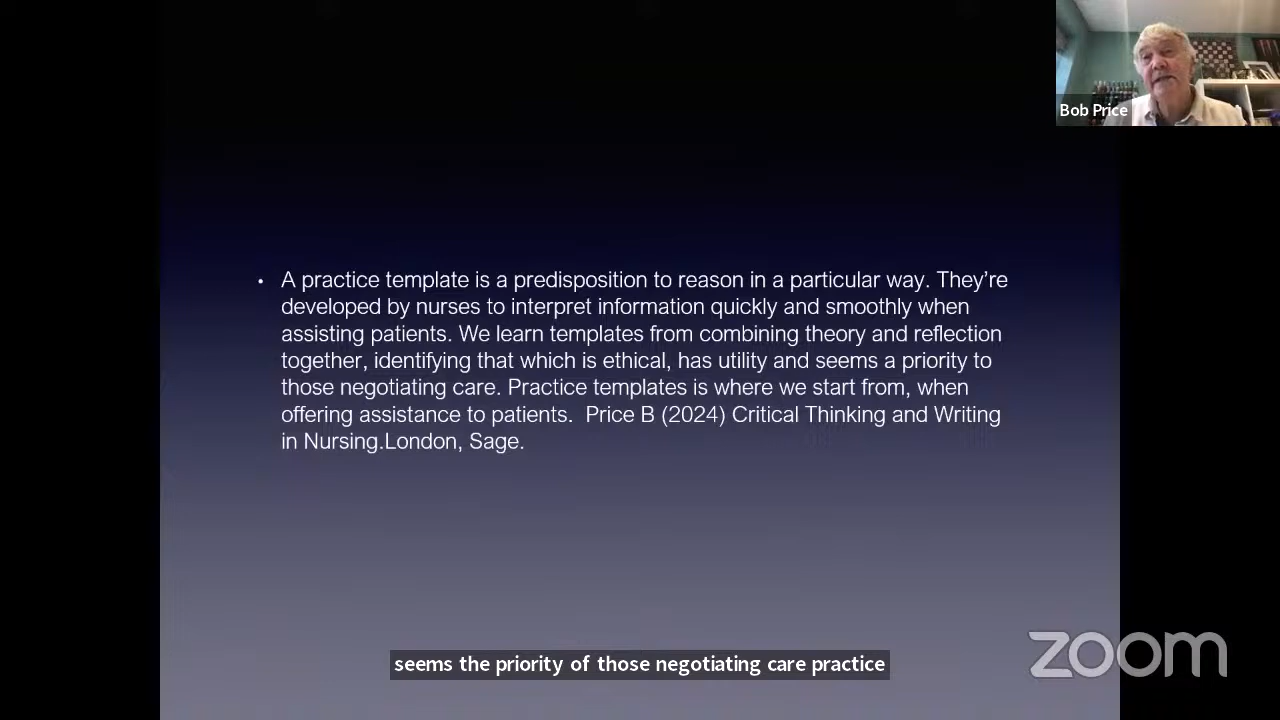 Bob Price
• A practice template is a predisposition to reason in a particular way. They’re
developed by nurses to interpret information quickly and smoothly when
assisting patients. We learn templates from combining theory and reflection
together, identifying that which is ethical, has utility and seems a priority to
those negotiating care. Practice templates is where we start from, when
offering assistance to patients.  Price B (2024) Critical Thinking and Writing
in Nursing.London, Sage.
seems the priority of those negotiating care practice
zoom